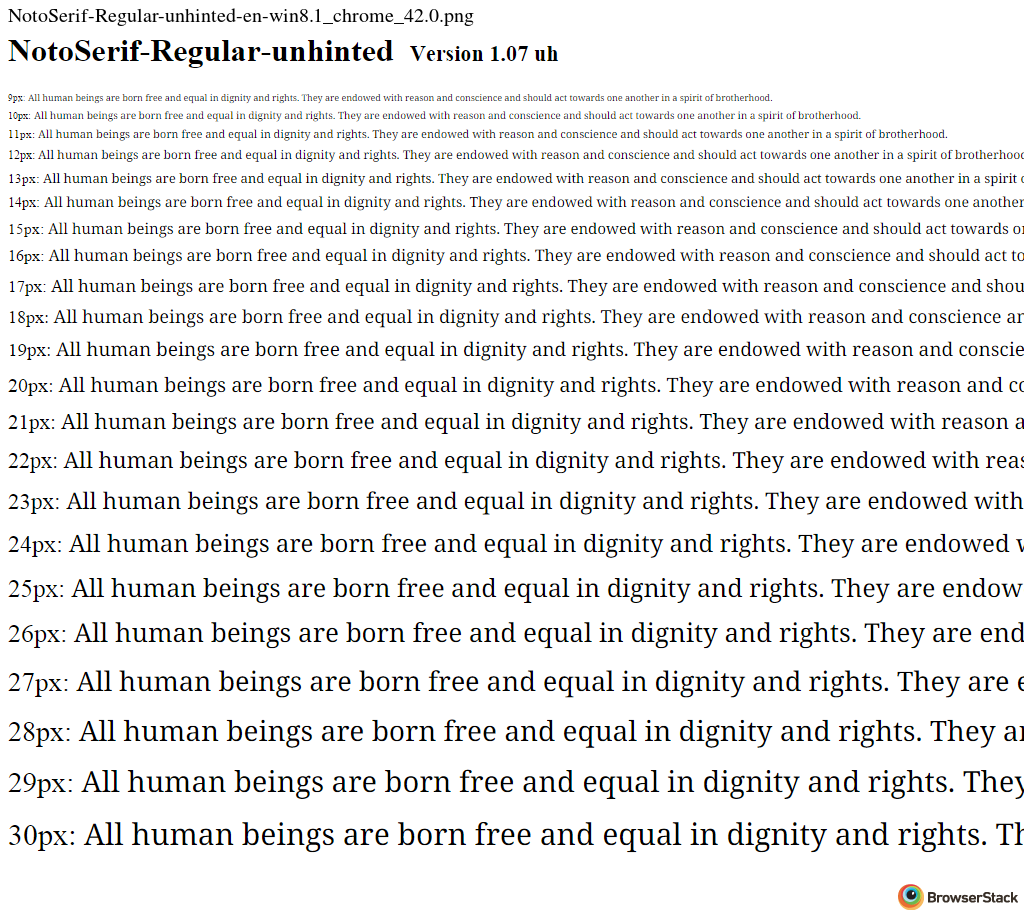 NotoSerif-Regular-unhinted-en-win8.1_chrome_42.0.png
NotoSerif-Regular-unhinted Version 1.07 uh
9px: All human beings are born free and equal in dignity and rights. They are endowed with reason and conscience and should act towards one another in a spirit of brotherhood.
10px: All human beings are born free and equal in dignity and rights. They are endowed with reason and conscience and should act towards one another in a spirit of brotherhood.
11px: All human beings are born free and equal in dignity and rights. They are endowed with reason and conscience and should act towards one another in a spirit of brotherhood.
12px: All human beings are born free and equal in dignity and rights. They are endowed with reason and conscience and should act towards one another in a spirit of brotherhoo
13px: All human beings are born free and equal in dignity and rights. They are endowed with reason and conscience and should act towards one another in a spirit
14px: All human beings are born free and equal in dignity and rights. They are endowed with reason and conscience and should act towards one another
15px: All human beings are born free and equal in dignity and rights. They are endowed with reason and conscience and should act towards o
16px: All human beings are born free and equal in dignity and rights. They are endowed with reason and conscience and should act to
17px: All human beings are born free and equal in dignity and rights. They are endowed with reason and conscience and shou
18px: All human beings are born free and equal in dignity and rights. They are endowed with reason and conscience a
19px: All human beings are born free and equal in dignity and rights. They are endowed with reason and conscie
20px: All human beings are born free and equal in dignity and rights. They are endowed with reason and c
21px: All human beings are born free and equal in dignity and rights. They are endowed with reason a
22px: All human beings are born free and equal in dignity and rights. They are endowed with reas
23px: All human beings are born free and equal in dignity and rights. They are endowed with
24px: All human beings are born free and equal in dignity and rights. They are endowed
25px: All human beings are born free and equal in dignity and rights. They are endow
26px: All human beings are born free and equal in dignity and rights. They are end
27px: All human beings are born free and equal in dignity and rights. They are e
28px: All human beings are born free and equal in dignity and rights. They a
29px: All human beings are born free and equal in dignity and rights. They
30px: All human beings are born free and equal in dignity and rights. Th
BrowserStack